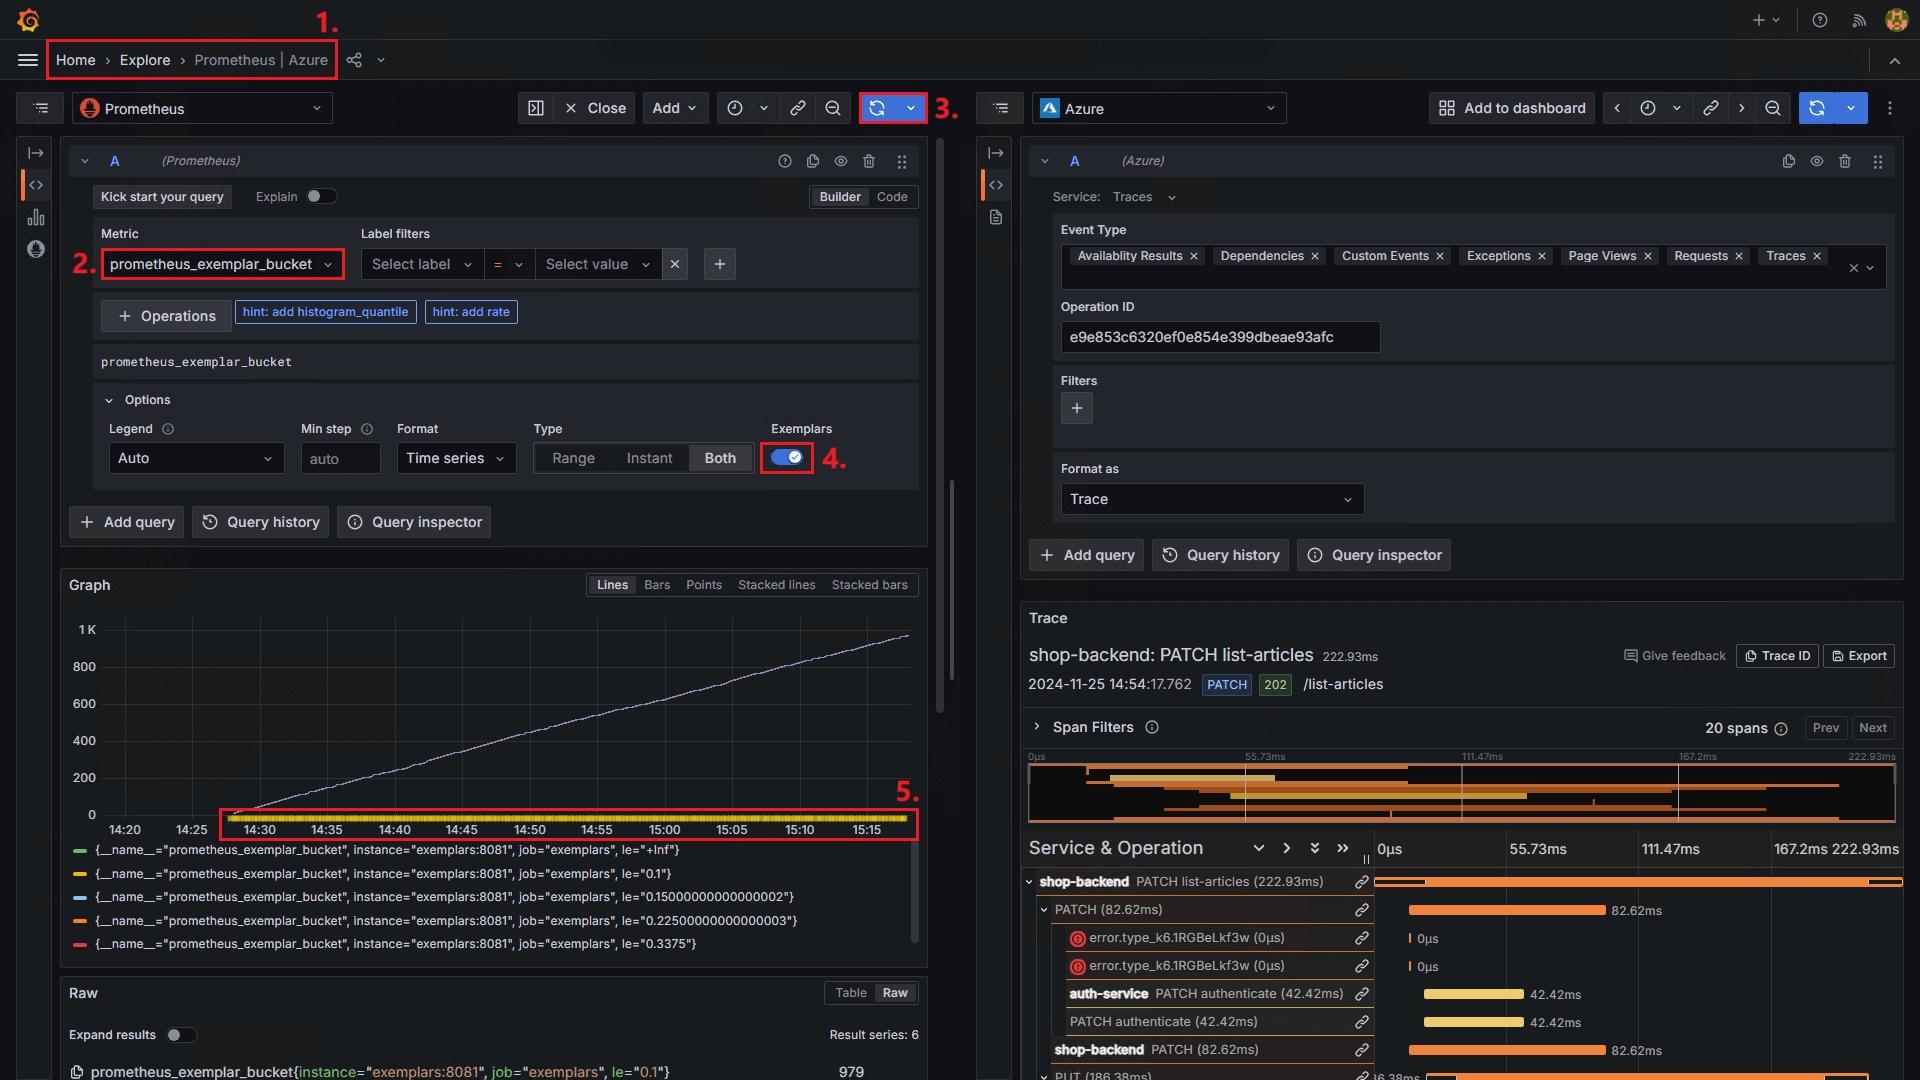 1.
Home › Explore › Prometheus | Azure
Prometheus
Close
Add
3.
A (Prometheus)
Kick start your query
Explain
Builder
Code
Metric
Label filters
2.
prometheus_exemplar_bucket
Select label
=
Select value
+ Operations
hint: add histogram_quantile
hint: add rate
prometheus_exemplar_bucket
Options
Legend
Min step
Format
Type
Exemplars
Auto
auto
Time series
Range
Instant
Both
4.
+ Add query
Query history
Query inspector
Graph
Lines
Bars
Points
Stacked lines
Stacked bars
1 K
800
600
400
200
0
5.
14:20 14:25 14:30 14:35 14:40 14:45 14:50 14:55 15:00 15:05 15:10 15:15
{__name__="prometheus_exemplar_bucket", instance="exemplars:8081", job="exemplars", le="+Inf"}
{__name__="prometheus_exemplar_bucket", instance="exemplars:8081", job="exemplars", le="0.1"}
{__name__="prometheus_exemplar_bucket", instance="exemplars:8081", job="exemplars", le="0.15000000000000002"}
{__name__="prometheus_exemplar_bucket", instance="exemplars:8081", job="exemplars", le="0.22500000000000003"}
{__name__="prometheus_exemplar_bucket", instance="exemplars:8081", job="exemplars", le="0.3375"}
Raw
Table
Raw
Expand results
Result series: 6
prometheus_exemplar_bucket{instance="exemplars:8081", job="exemplars", le="0.1"} 979
Azure
Add to dashboard
A (Azure)
Service: Traces
Event Type
Availablity Results ×
Dependencies ×
Custom Events ×
Exceptions ×
Page Views ×
Requests ×
Traces ×
Operation ID
e9e853c6320ef0e854e399dbeae93afc
Filters
+
Format as
Trace
+ Add query
Query history
Query inspector
Trace
shop-backend: PATCH list-articles 222.93ms
Give feedback
Trace ID
Export
2024-11-25 14:54:17.762 PATCH 202 /list-articles
Span Filters
20 spans
Prev
Next
0μs 55.73ms 111.47ms 167.2ms 222.93ms
Service & Operation
0μs 55.73ms 111.47ms 167.2ms 222.93ms
shop-backend PATCH list-articles (222.93ms)
PATCH (82.62ms) 82.62ms
error.type_k6.1RGBeLkf3w (0μs) 0μs
error.type_k6.1RGBeLkf3w (0μs) 0μs
auth-service PATCH authenticate (42.42ms) 42.42ms
PATCH authenticate (42.42ms) 42.42ms
shop-backend PATCH (82.62ms) 82.62ms
PUT (186.38ms)